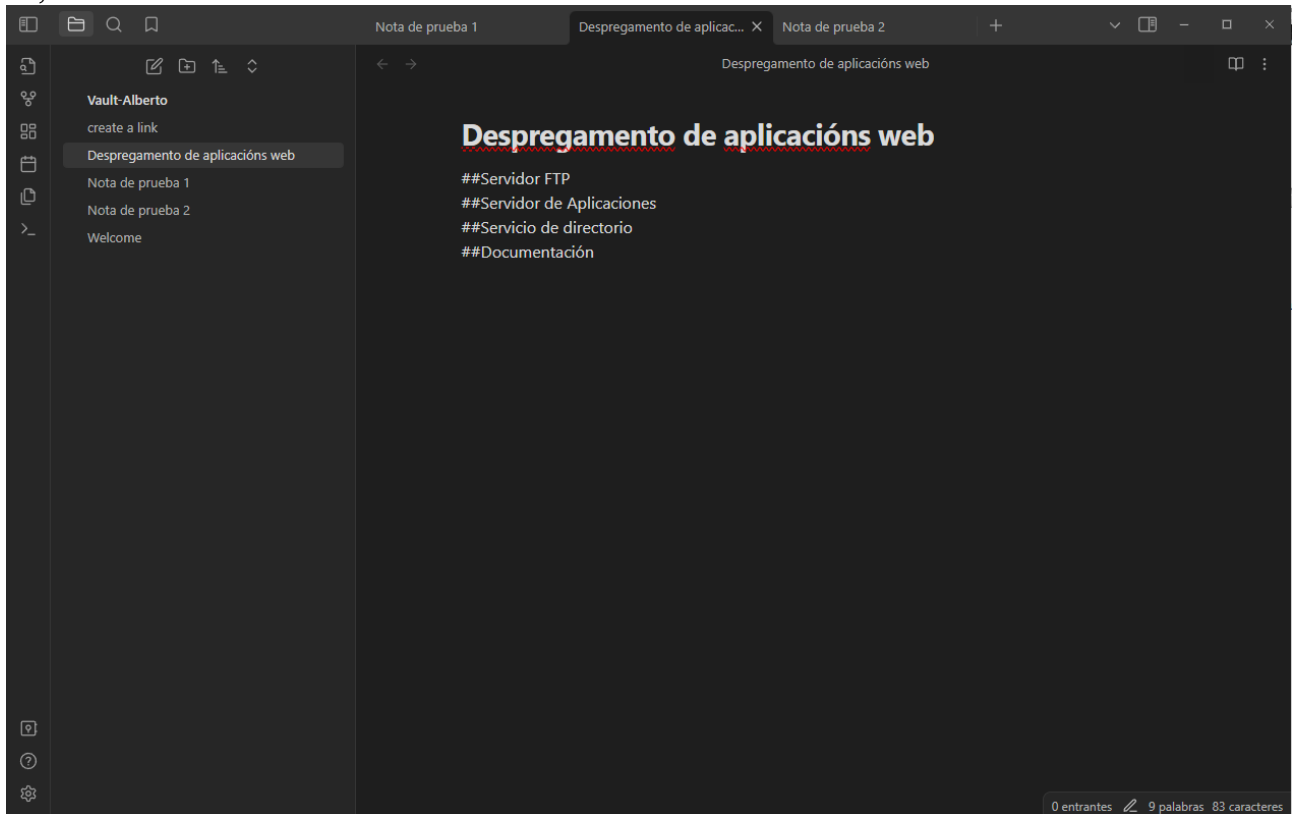 Nota de prueba 1
Despregamento de aplicac...
Nota de prueba 2
Despregamento de aplicacións web
Vault-Alberto
create a link
Despregamento de aplicacións web
Nota de prueba 1
Nota de prueba 2
Welcome
Despregamento de aplicacións web
##Servidor FTP
##Servidor de Aplicaciones
##Servicio de directorio
##Documentación
0 entrantes 9 palabras 83 caracteres